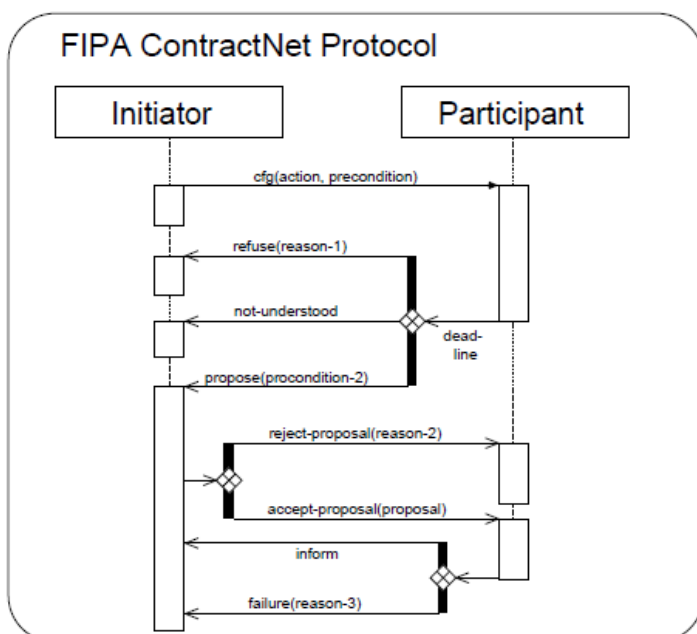 FIPA ContractNet Protocol
Initiator
Participant
cfg(action, precondition)
refuse(reason-1)
not-understood
dead-
line
propose(procondition-2)
reject-proposal(reason-2)
accept-proposal(proposal)
inform
failure(reason-3)